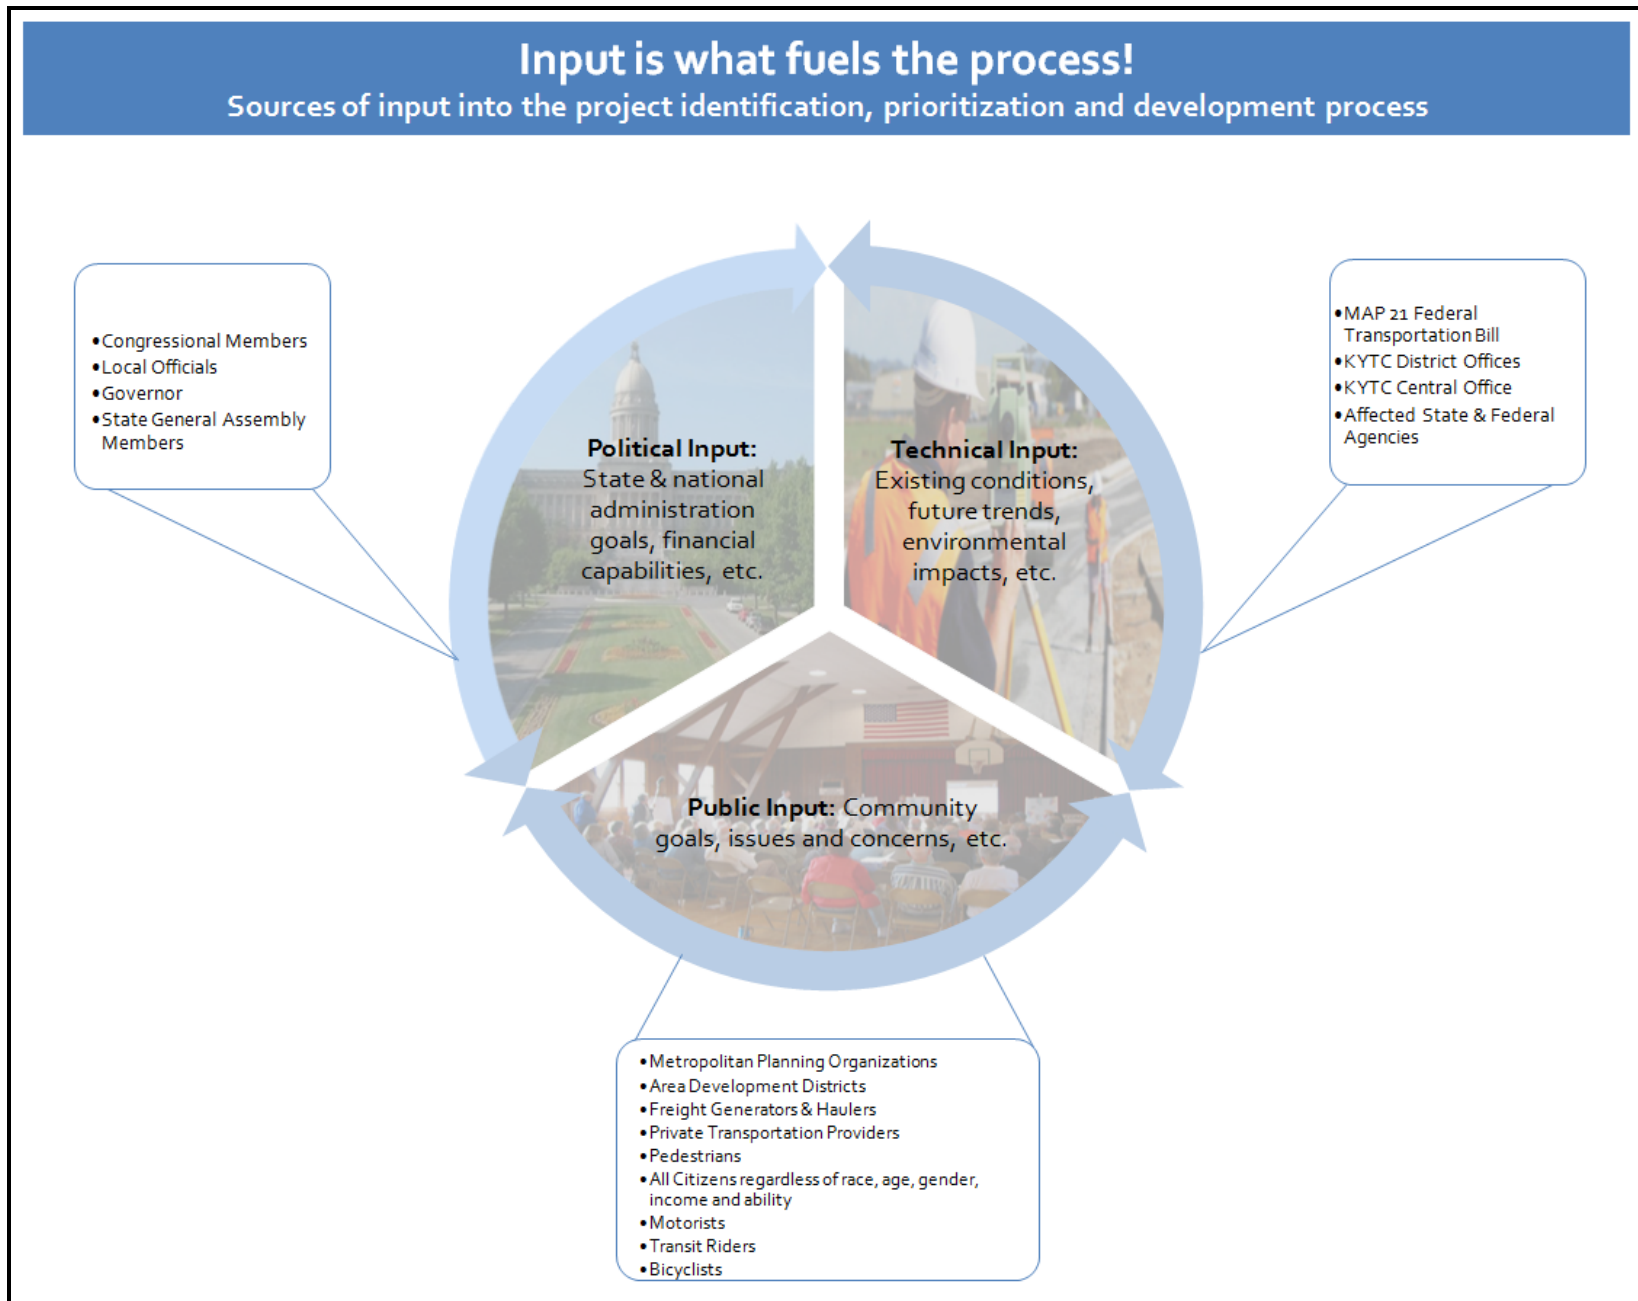 Input is what fuels the process!
Sources of input into the project identification, prioritization and development process
•Congressional Members
•Local Officials
•Governor
•State General Assembly
Members
Political Input:
State & national
administration
goals, financial
capabilities, etc.
Technical Input:
Existing conditions,
future trends,
environmental
impacts, etc.
•MAP 21 Federal
Transportation Bill
•KYTC District Offices
•KYTC Central Office
•Affected State & Federal
Agencies
Public Input: Community
goals, issues and concerns, etc.
•Metropolitan Planning Organizations
•Area Development Districts
•Freight Generators & Haulers
•Private Transportation Providers
•Pedestrians
•All Citizens regardless of race, age, gender,
income and ability
•Motorists
•Transit Riders
•Bicyclists